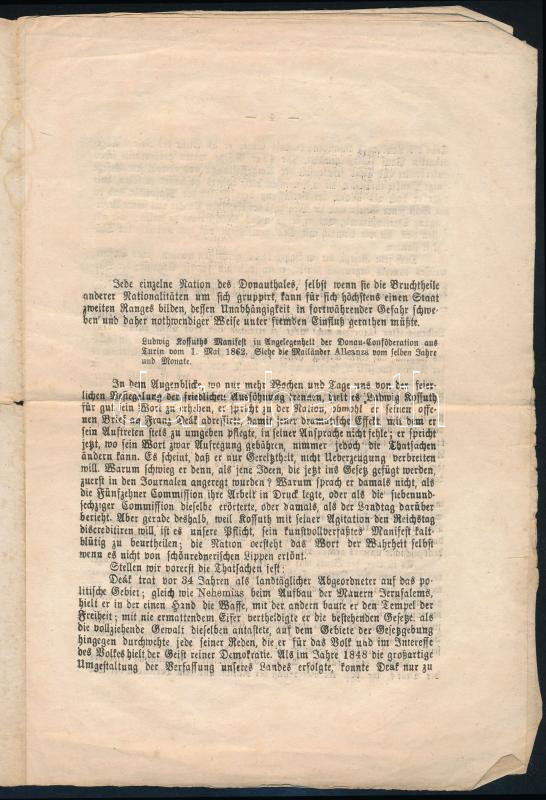 Jede einzelne Nation des Donauthales, selbst wenn sie die Bruchtheile
anderer Nationalitäten um sich gruppirt, kann für sich höchstens einen Staat
zweiten Ranges bilden, dessen Unabhängigkeit in fortwährender Gefahr schwe-
ben und daher nothwendiger Weise unter fremden Einfluß gerathen müßte.
Ludwig Kossuths Manifest in Angelegenheit der Donau-Conföderation aus
Turin vom 1. Mai 1862. Siehe die Mailänder Alleanza vom selben Jahre
und Monate.
In dem Augenblicke, wo nur mehr Wochen und Tage uns von der feier-
lichen Besiegelung der friedlichen Aussöhnung trennen, hielt es Ludwig Kossuth
für gut ein Wort zu erheben, er spricht zu der Nation, obwohl er seinen offe-
nen Brief an Franz Deák adressirte, damit jener dramatische Effekt, mit dem er
sein Auftreten stets zu umgeben pflegte, in seiner Ansprache nicht fehle; er spricht
jetzt, wo sein Wort zwar Aufregung gebähren, nimmer jedoch die Thatsachen
ändern kann. Es scheint, daß er nur Gereiztheit, nicht Ueberzeugung verbreiten
will. Warum schwieg er denn, als jene Ideen, die jetzt ins Gesetz gefügt werden,
zuerst in den Journalen angeregt wurden? Warum sprach er damals nicht, als
die Fünfzehner Commission ihre Arbeit in Druck legte, oder als die siebenund-
sechziger Commission dieselbe erörterte, oder damals, als der Landtag darüber
berieth. Aber gerade deshalb, weil Kossuth mit seiner Agitation den Reichstag
discreditiren will, ist es unsere Pflicht, sein kunstvollverfaßtes Manifest kalt-
blütig zu beurtheilen; die Nation versteht das Wort der Wahrheit selbst
wenn es nicht von schönrednerischen Lippen ertönt.
Stellen wir vorerst die Thatsachen fest:
Deák trat vor 34 Jahren als landtäglicher Abgeordneter auf das po-
litische Gebiet; gleich wie Nehemias beim Aufbau der Mauern Jerusalems,
hielt er in der einen Hand die Waffe, mit der andern baute er den Tempel der
Freiheit; mit nie ermattendem Eifer vertheidigte er die bestehenden Gesetze. als
die vollziehende Gewalt dieselben antastete, auf dem Gebiete der Gesetzgebung
hingegen durchwehte jede seiner Reden, die er für das Volk und im Interesse
des Volkes hielt, der Geist reiner Demokratie. Als im Jahre 1848 die großartige
Umgestaltung der Verfassung unseres Landes erfolgte, konnte Deák nur zu